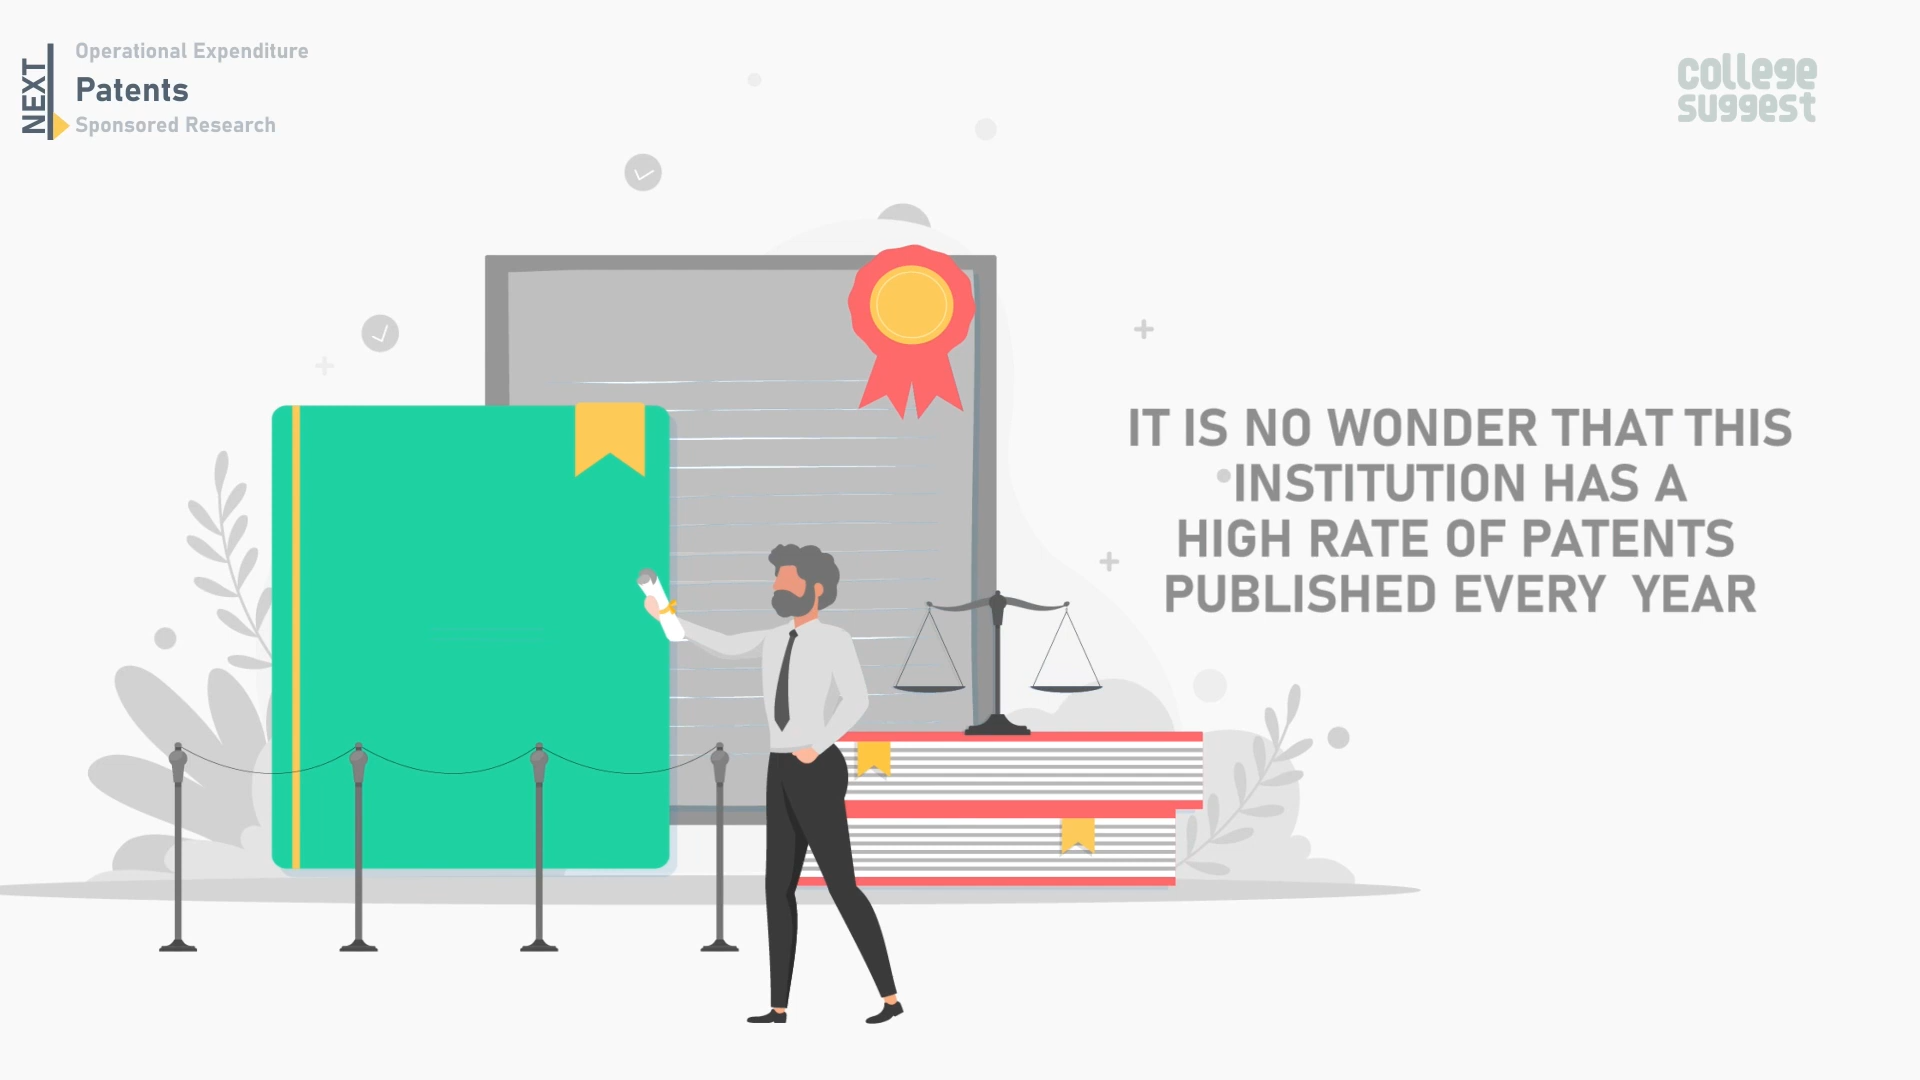 NEXT
Operational Expenditure
Patents
Sponsored Research
college
suggest
IT IS NO WONDER THAT THIS
INSTITUTION HAS A
HIGH RATE OF PATENTS
PUBLISHED EVERY YEAR